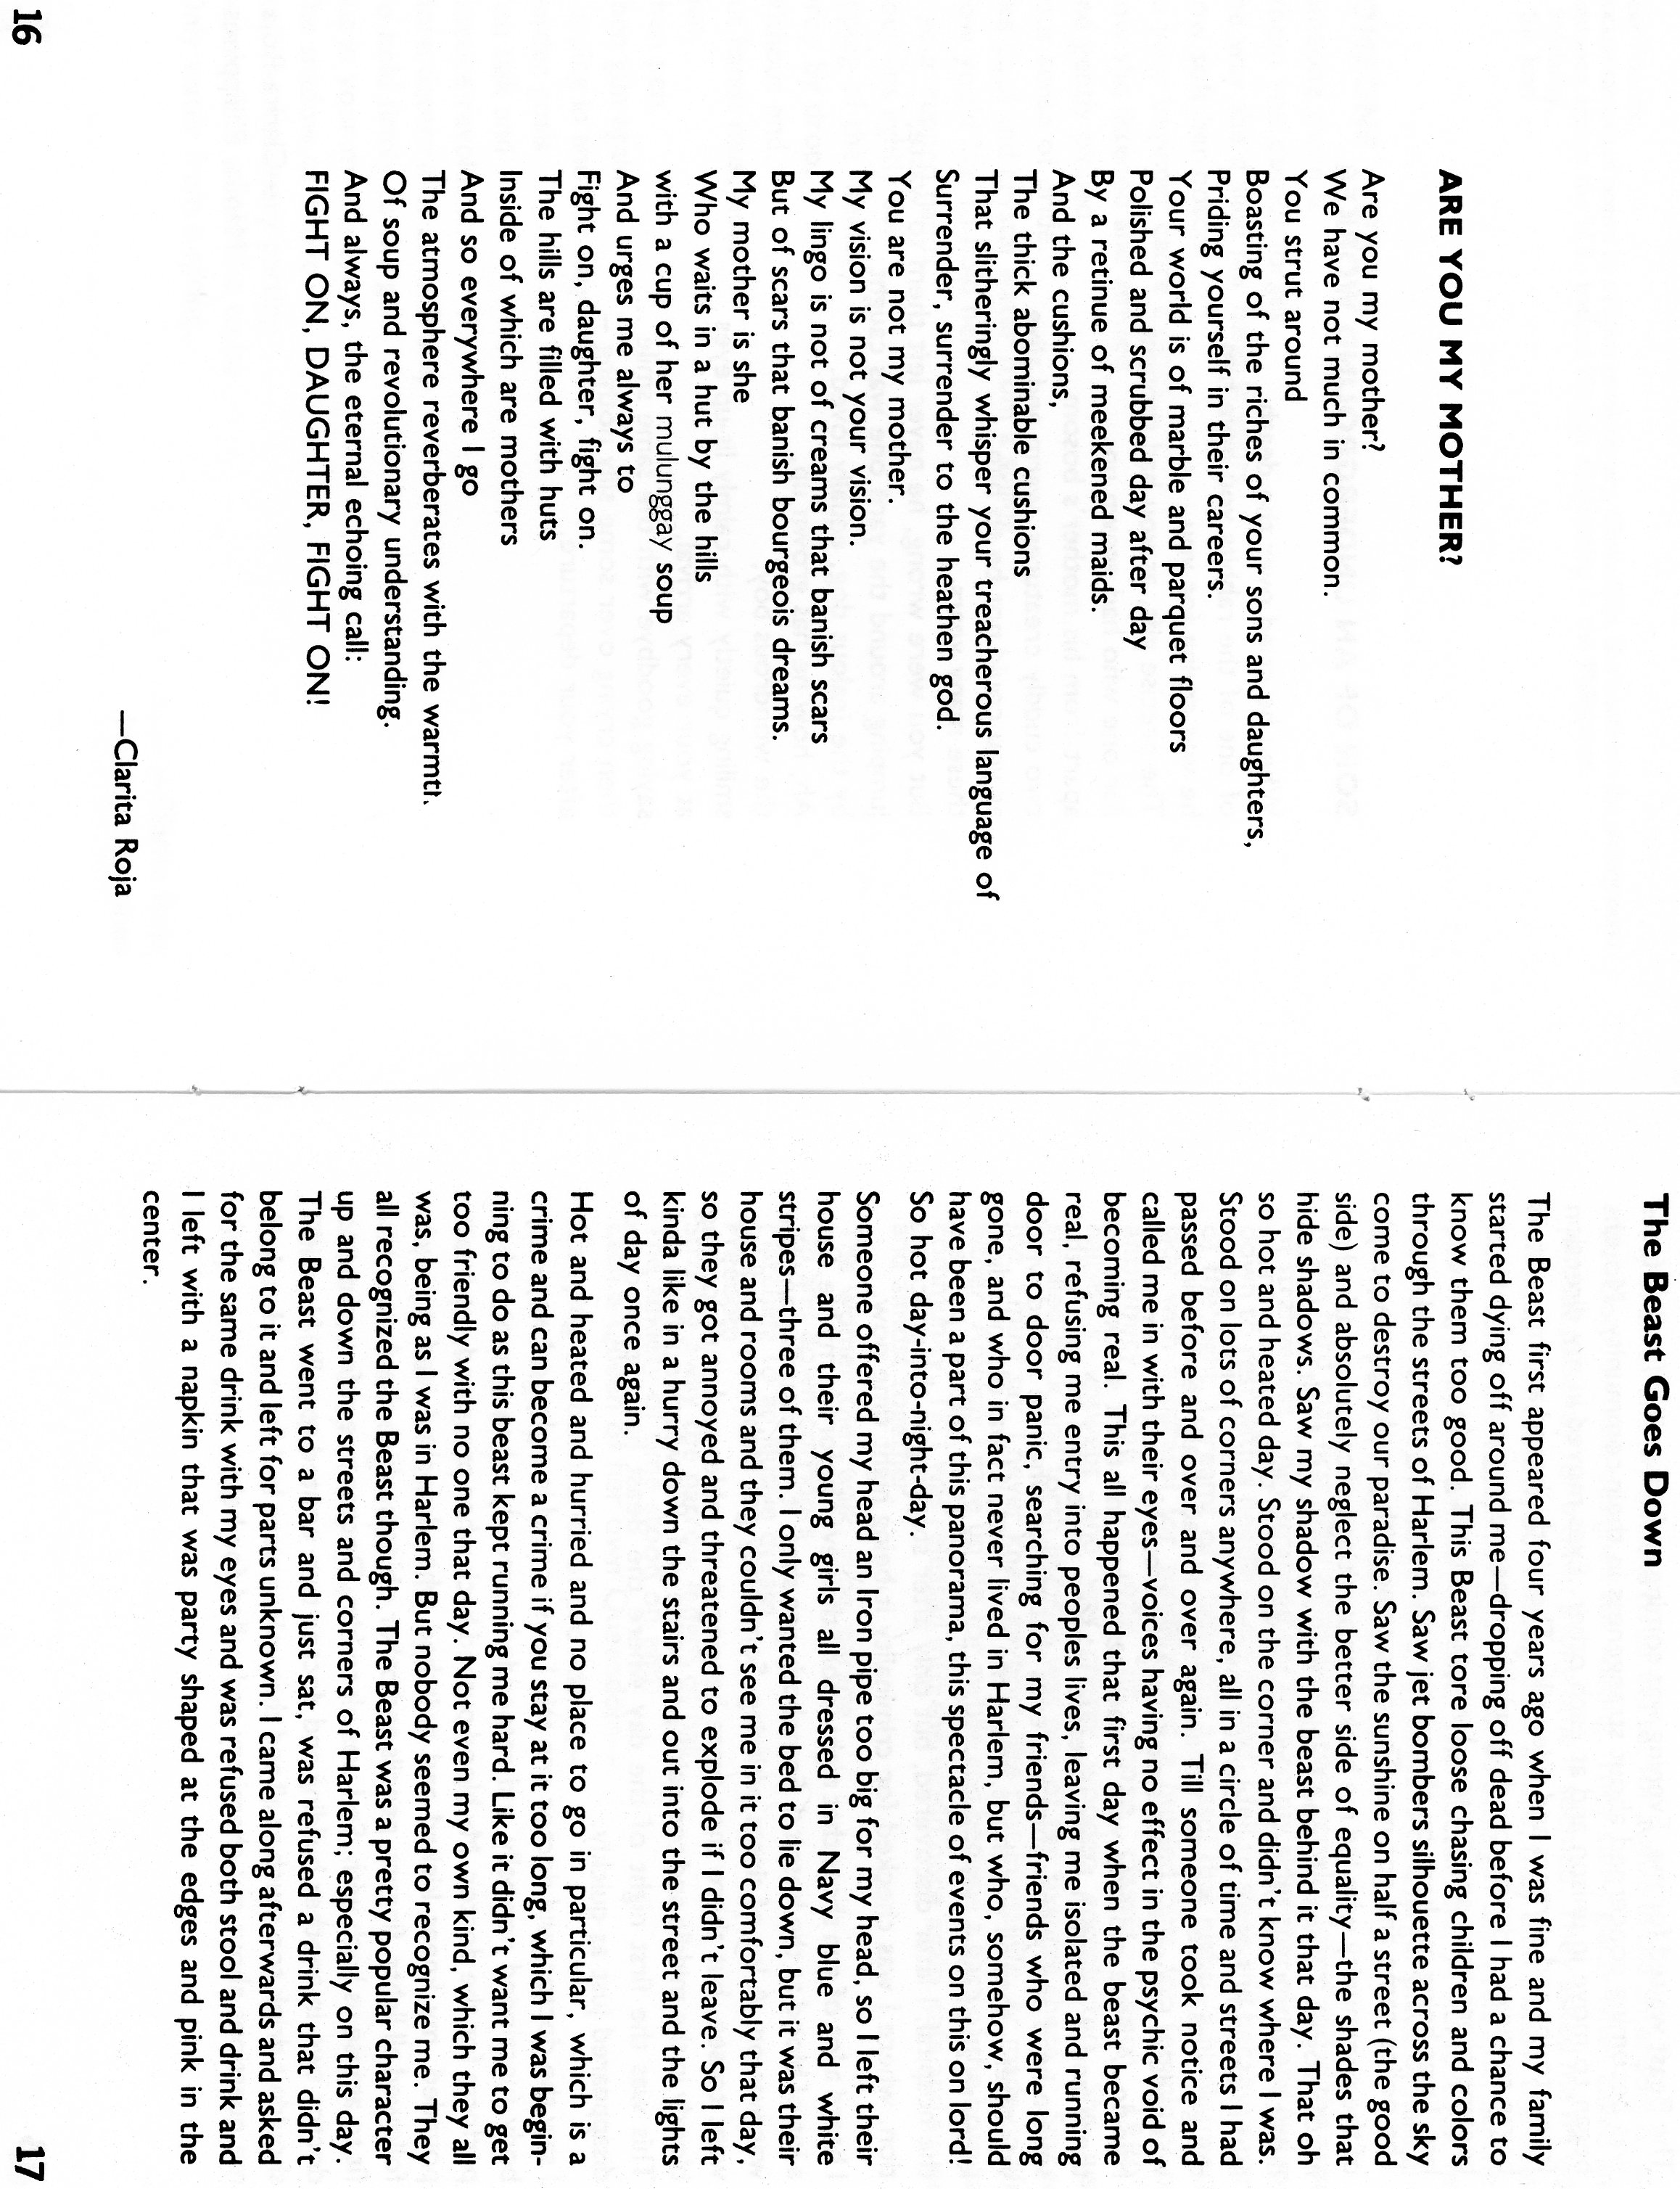 ARE YOU MY MOTHER?
Are you my mother?
We have not much in common.
You strut around
Boasting of the riches of your sons and daughters,
Priding yourself in their careers.
Your world is of marble and parquet floors
Polished and scrubbed day after day
By a retinue of meekened maids.
And the cushions,
The thick abominable cushions
That slitheringly whisper your treacherous language of
Surrender, surrender to the heathen god.
You are not my mother.
My vision is not your vision.
My lingo is not of creams that banish scars
But of scars that banish bourgeois dreams.
My mother is she
Who waits in a hut by the hills
with a cup of her mulunggay soup
And urges me always to
Fight on, daughter, fight on.
The hills are filled with huts
Inside of which are mothers
And so everywhere I go
The atmosphere reverberates with the warmth
Of soup and revolutionary understanding.
And always, the eternal echoing call:
FIGHT ON, DAUGHTER, FIGHT ON!
—Clarita Roja
16
The Beast Goes Down
The Beast first appeared four years ago when I was fine and my family
started dying off around me—dropping off dead before I had a chance to
know them too good. This Beast tore loose chasing children and colors
through the streets of Harlem. Saw jet bombers silhouette across the sky
come to destroy our paradise. Saw the sunshine on half a street (the good
side) and absolutely neglect the better side of equality—the shades that
hide shadows. Saw my shadow with the beast behind it that day. That oh
so hot and heated day. Stood on the corner and didn't know where I was.
Stood on lots of corners anywhere, all in a circle of time and streets I had
passed before and over and over again. Till someone took notice and
called me in with their eyes—voices having no effect in the psychic void of
becoming real. This all happened that first day when the beast became
real, refusing me entry into peoples lives, leaving me isolated and running
door to door panic, searching for my friends—friends who were long
gone, and who in fact never lived in Harlem, but who, somehow, should
have been a part of this panorama, this spectacle of events on this on lord!
So hot day-into-night-day.
Someone offered my head an Iron pipe too big for my head, so I left their
house and their young girls all dressed in Navy blue and white
stripes—three of them. I only wanted the bed to lie down, but it was their
house and rooms and they couldn't see me in it too comfortably that day,
so they got annoyed and threatened to explode if I didn't leave. So I left
kinda like in a hurry down the stairs and out into the street and the lights
of day once again.
Hot and heated and hurried and no place to go in particular, which is a
crime and can become a crime if you stay at it too long, which I was begin-
ning to do as this beast kept running me hard. Like it didn't want me to get
too friendly with no one that day. Not even my own kind, which they all
was, being as I was in Harlem. But nobody seemed to recognize me. They
all recognized the Beast though. The Beast was a pretty popular character
up and down the streets and corners of Harlem; especially on this day.
The Beast went to a bar and just sat, was refused a drink that didn't
belong to it and left for parts unknown. I came along afterwards and asked
for the same drink with my eyes and was refused both stool and drink and
I left with a napkin that was party shaped at the edges and pink in the
center.
17